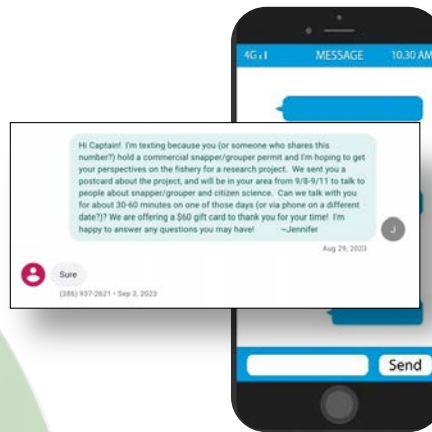 4G MESSAGE 10.30 AM
Hi Captain! I'm texting because you (or someone who shares this
number?) hold a commercial snapper/grouper permit and I'm hoping to get
your perspectives on the fishery for a research project. We sent you a
postcard about the project, and will be in your area from 9/8-9/11 to talk to
people about snapper/grouper and citizen science. Can we talk with you
for about 30-60 minutes on one of those days (or via phone on a different
date?)? We are offering a $60 gift card to thank you for your time! I'm
happy to answer any questions you may have! ~Jennifer
J
Aug 29, 2023
Sure
(386) 937-2621 • Sep 3, 2023
Send